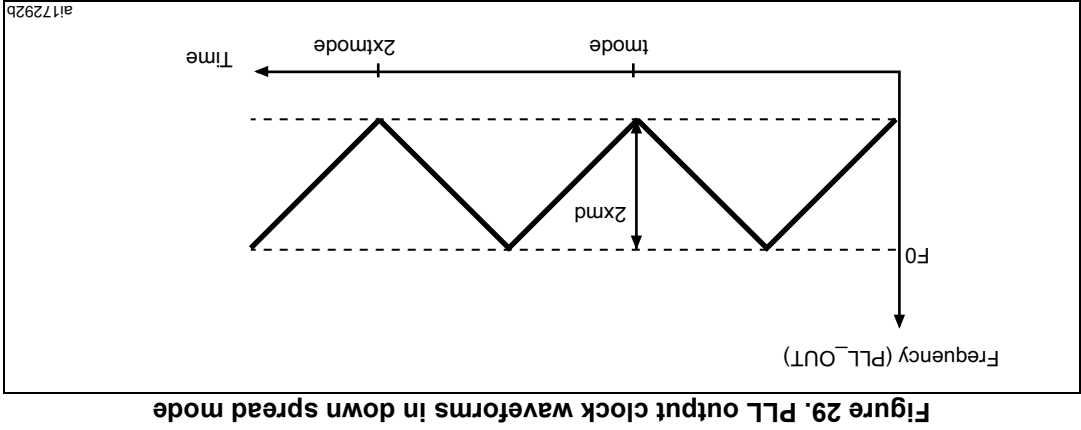 Figure 29. PLL output clock waveforms in down spread mode
Frequency (PLL_OUT)
F0
2xmd
tmode
2xtmode
Time
ai17292b